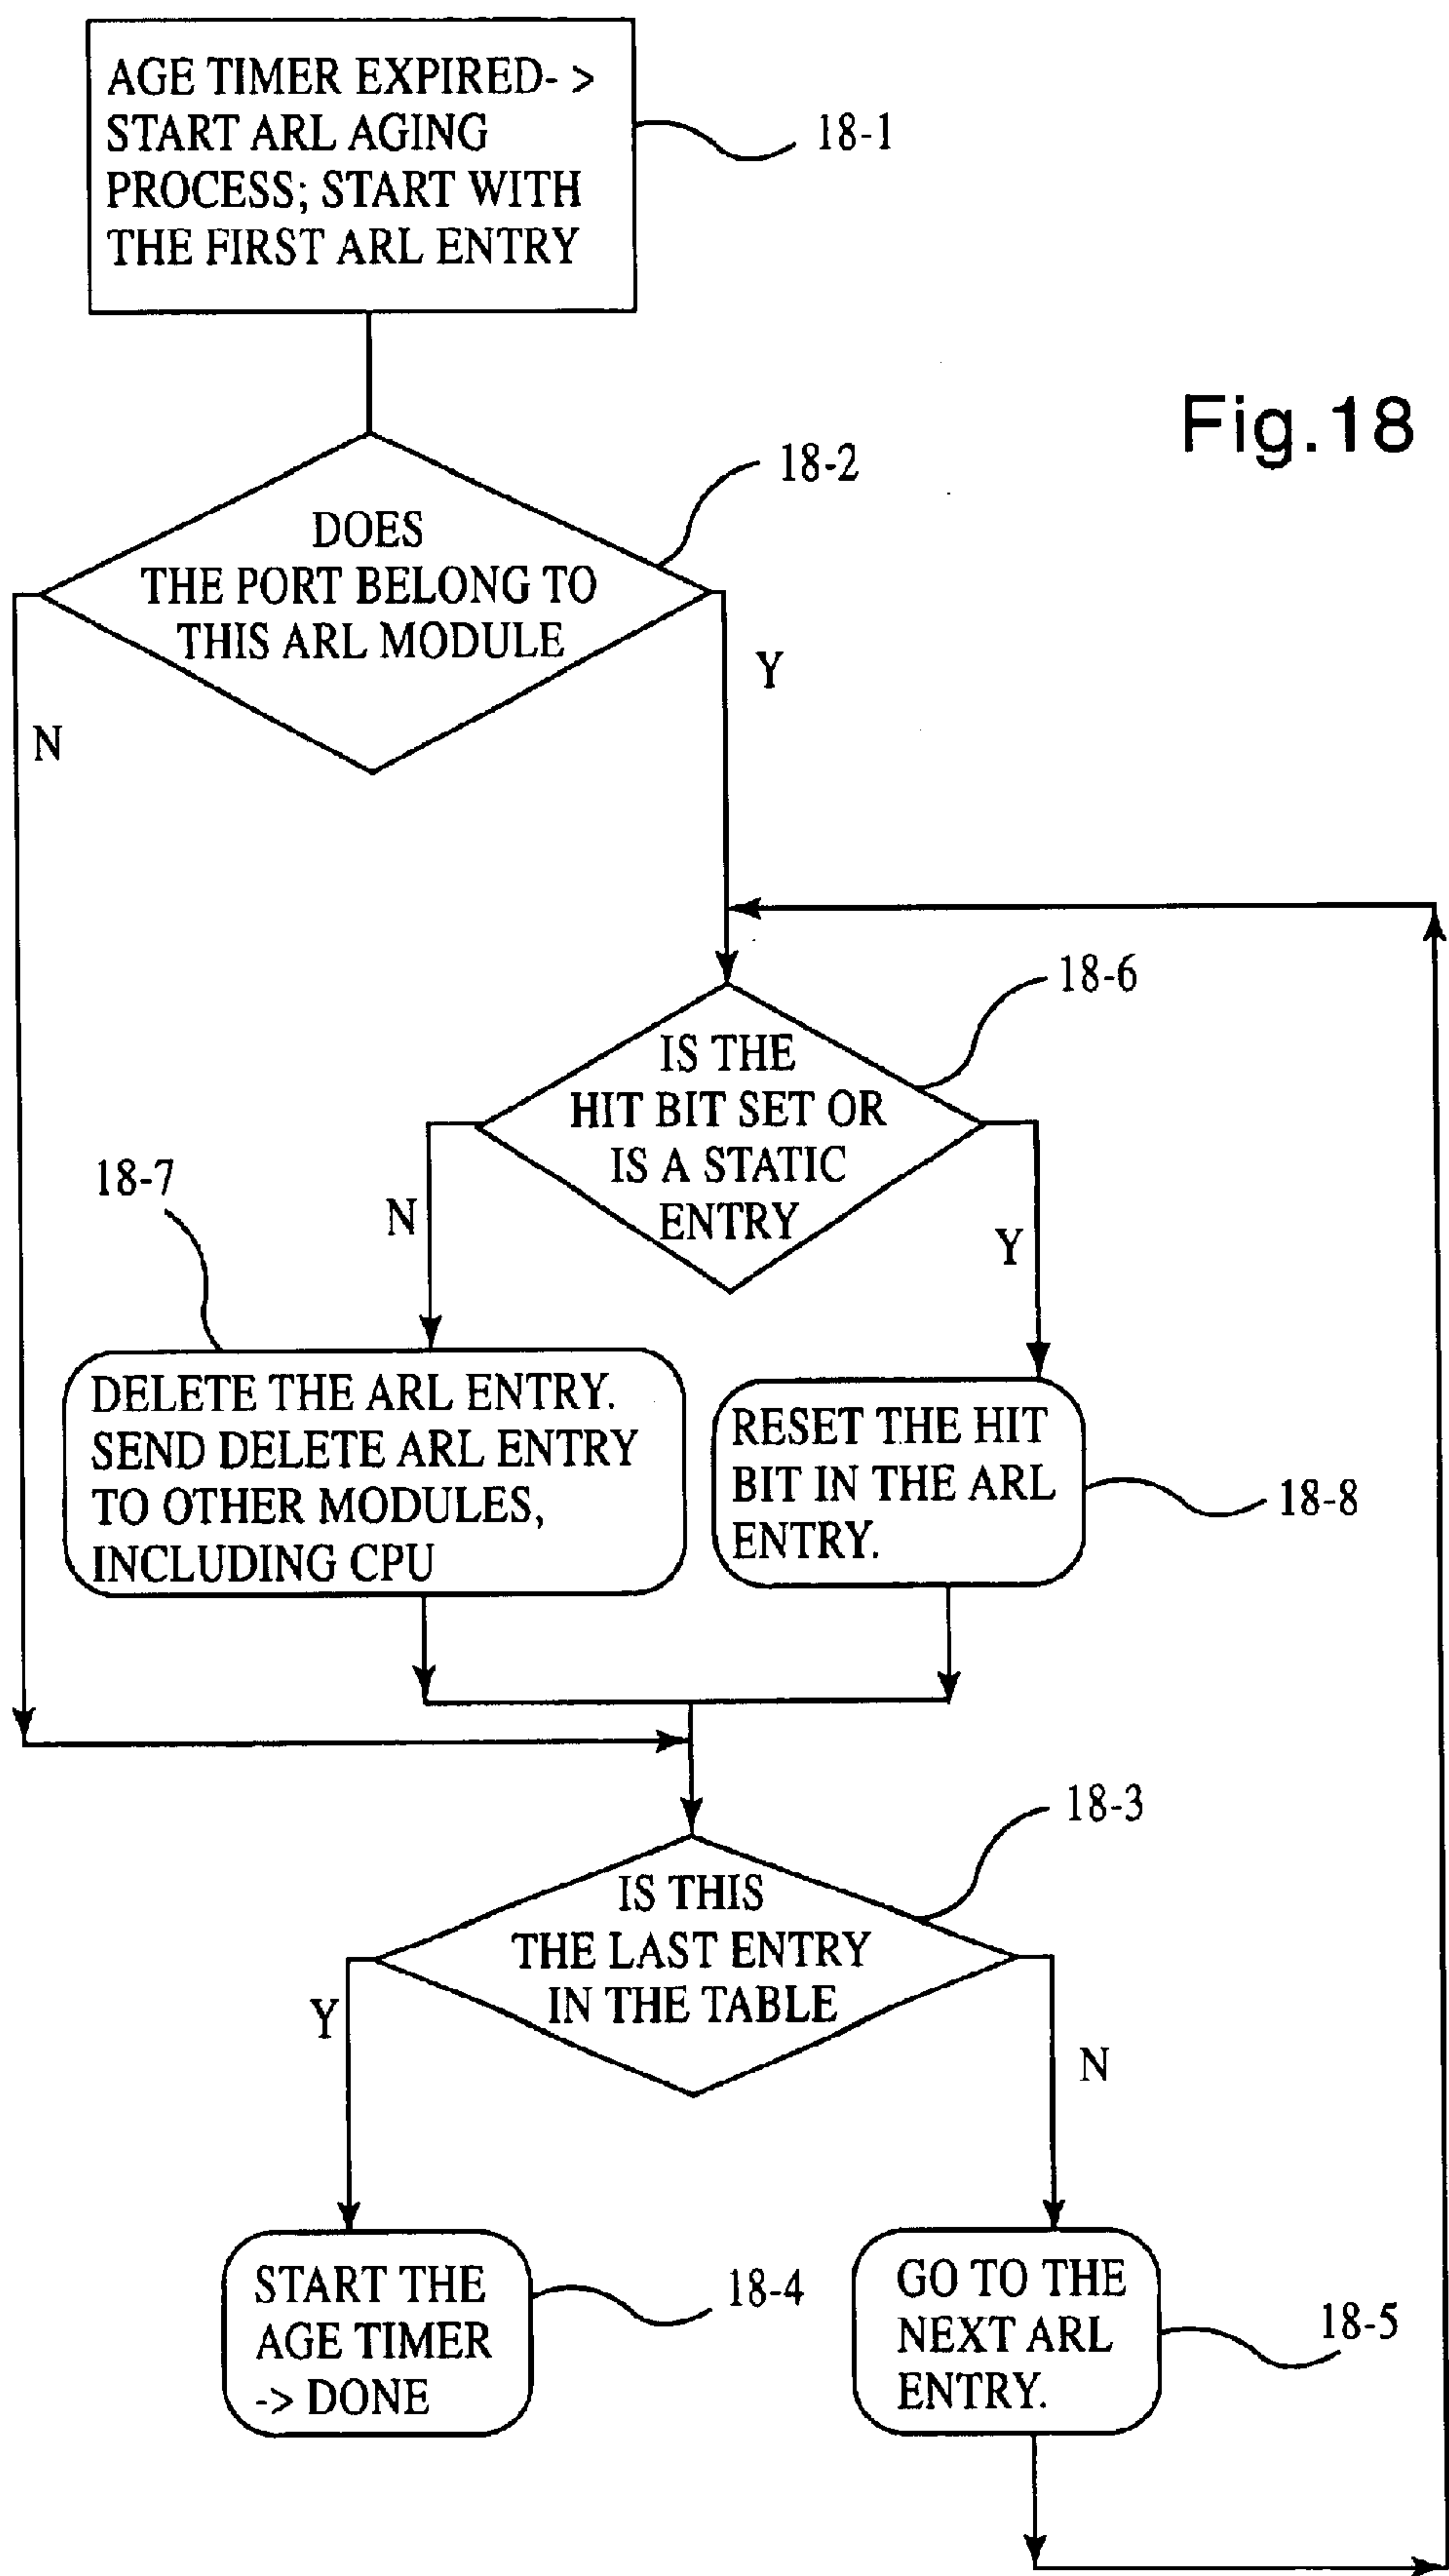 AGE TIMER EXPIRED- >
START ARL AGING
PROCESS; START WITH
THE FIRST ARL ENTRY
18-1
Fig.18
18-2
DOES
THE PORT BELONG TO
THIS ARL MODULE
Y
N
18-6
IS THE
HIT BIT SET OR
IS A STATIC
ENTRY
18-7
N
Y
DELETE THE ARL ENTRY.
SEND DELETE ARL ENTRY
TO OTHER MODULES,
INCLUDING CPU
RESET THE HIT
BIT IN THE ARL
ENTRY.
18-8
18-3
IS THIS
THE LAST ENTRY
IN THE TABLE
Y
N
START THE
AGE TIMER
-> DONE
18-4
GO TO THE
NEXT ARL
ENTRY.
18-5